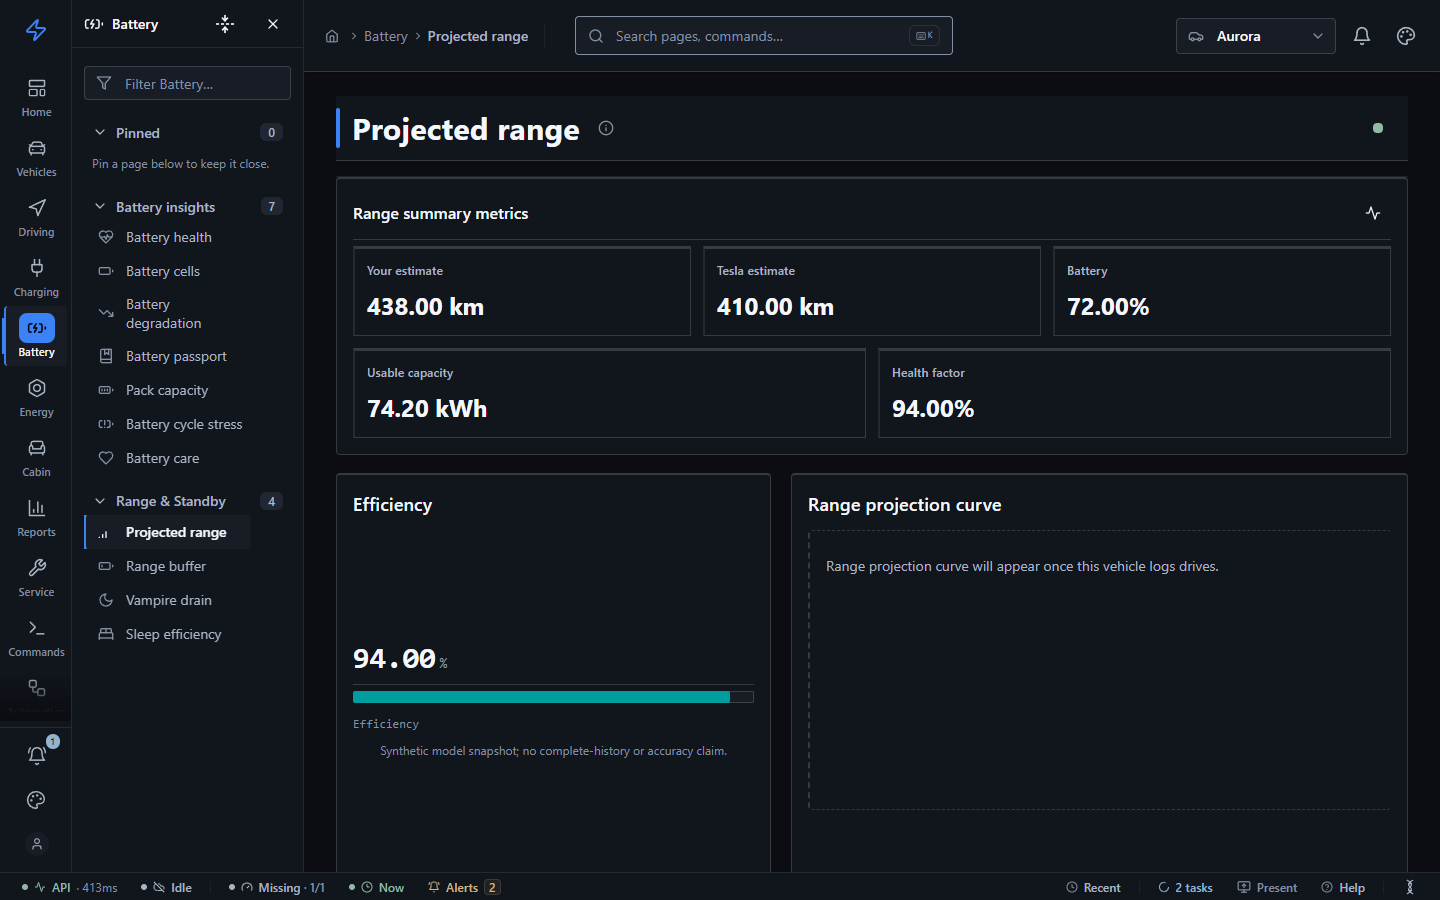 Battery
Battery
Projected range
Search pages, commands...
K
Aurora
Home
Vehicles
Driving
Charging
Battery
Energy
Cabin
Reports
Service
Commands
1
Filter Battery...
Pinned
0
Pin a page below to keep it close.
Battery insights
7
Battery health
Battery cells
Battery
degradation
Battery passport
Pack capacity
Battery cycle stress
Battery care
Range & Standby
4
Projected range
Range buffer
Vampire drain
Sleep efficiency
Projected range
Range summary metrics
Your estimate
438.00 km
Tesla estimate
410.00 km
Battery
72.00%
Usable capacity
74.20 kWh
Health factor
94.00%
Efficiency
94.00 %
Efficiency
Synthetic model snapshot; no complete-history or accuracy claim.
Range projection curve
Range projection curve will appear once this vehicle logs drives.
API · 413ms
Idle
Missing · 1/1
Now
Alerts 2
Recent
2 tasks
Present
Help